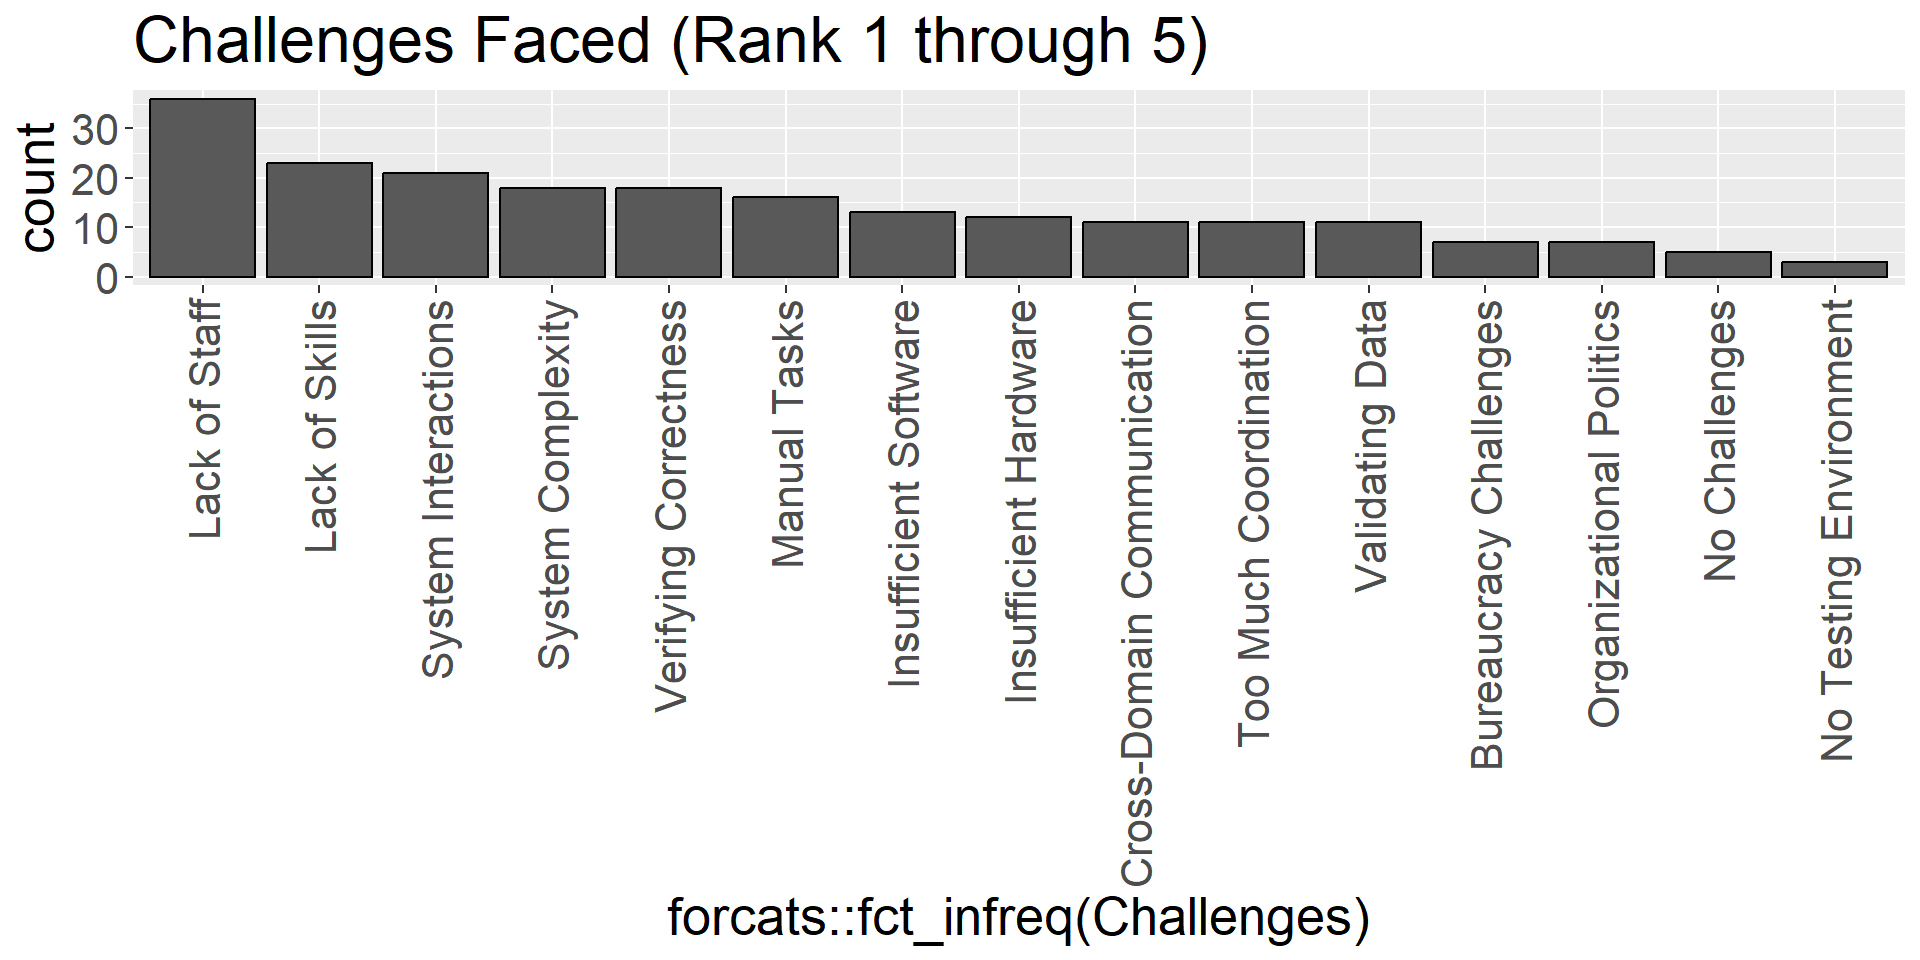 Challenges Faced (Rank 1 through 5)
count
30
20
10
0
Lack of Staff
Lack of Skills
System Interactions
System Complexity
Verifying Correctness
Manual Tasks
Insufficient Software
Insufficient Hardware
Cross-Domain Communication
Too Much Coordination
Validating Data
Bureaucracy Challenges
Organizational Politics
No Challenges
No Testing Environment
forcats::fct_infreq(Challenges)